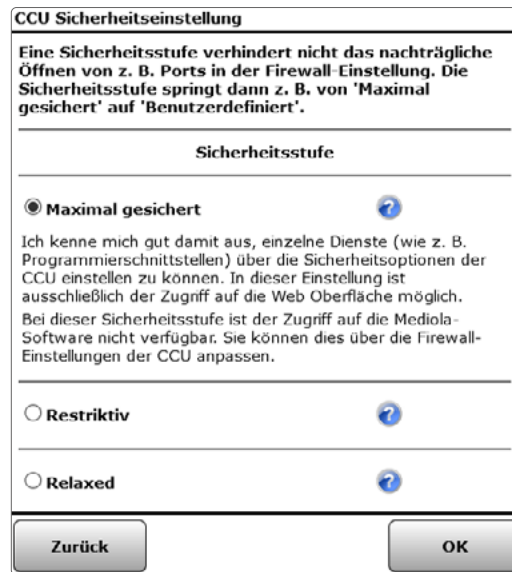 CCU Sicherheitseinstellung
Eine Sicherheitsstufe verhindert nicht das nachträgliche
Öffnen von z. B. Ports in der Firewall-Einstellung. Die
Sicherheitsstufe springt dann z. B. von 'Maximal
gesichert' auf 'Benutzerdefiniert'.
Sicherheitsstufe
Maximal gesichert
Ich kenne mich gut damit aus, einzelne Dienste (wie z. B.
Programmierschnittstellen) über die Sicherheitsoptionen der
CCU einstellen zu können. In dieser Einstellung ist
ausschließlich der Zugriff auf die Web Oberfläche möglich.
Bei dieser Sicherheitsstufe ist der Zugriff auf die Mediola-
Software nicht verfügbar. Sie können dies über die Firewall-
Einstellungen der CCU anpassen.
Restriktiv
Relaxed
Zurück
OK